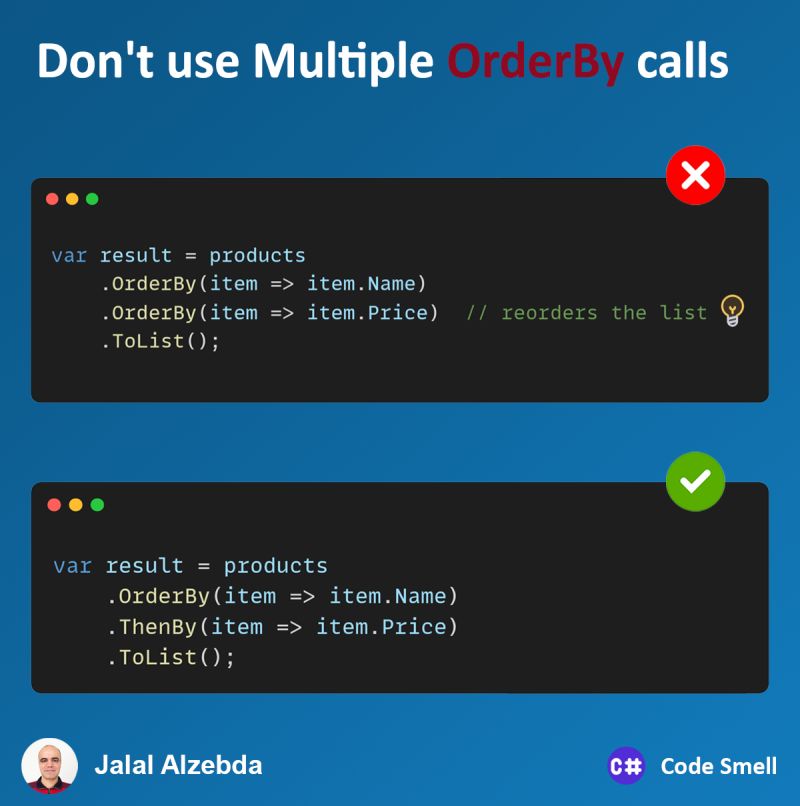 Don't use Multiple OrderBy calls
var result = products
.OrderBy(item => item.Name)
.OrderBy(item => item.Price)  // reorders the list
.ToList();
var result = products
.OrderBy(item => item.Name)
.ThenBy(item => item.Price)
.ToList();
Jalal Alzebda
C# Code Smell